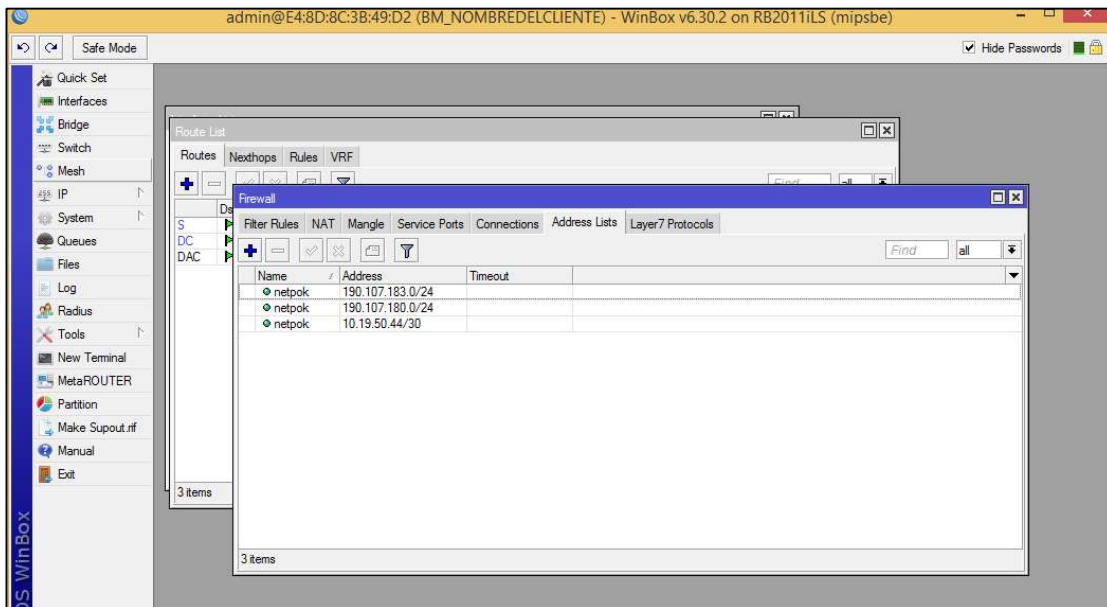 admin@E4:8D:8C:3B:49:D2 (BM_NOMBREDELCLIENTE) - WinBox v6.30.2 on RB2011iLS (mipsbe)
Safe Mode
Hide Passwords
Quick Set
Interfaces
Bridge
Switch
Mesh
IP
System
Queues
Files
Log
Radius
Tools
New Terminal
MetaROUTER
Partition
Make Supout.rif
Manual
Exit
OS WinBox
Route List
Routes Nexthops Rules VRF
Find all
Ds
S
DC
DAC
3 items
Firewall
Filter Rules NAT Mangle Service Ports Connections Address Lists Layer7 Protocols
Find all
Name / Address Timeout
netpok 190.107.183.0/24
netpok 190.107.180.0/24
netpok 10.19.50.44/30
3 items